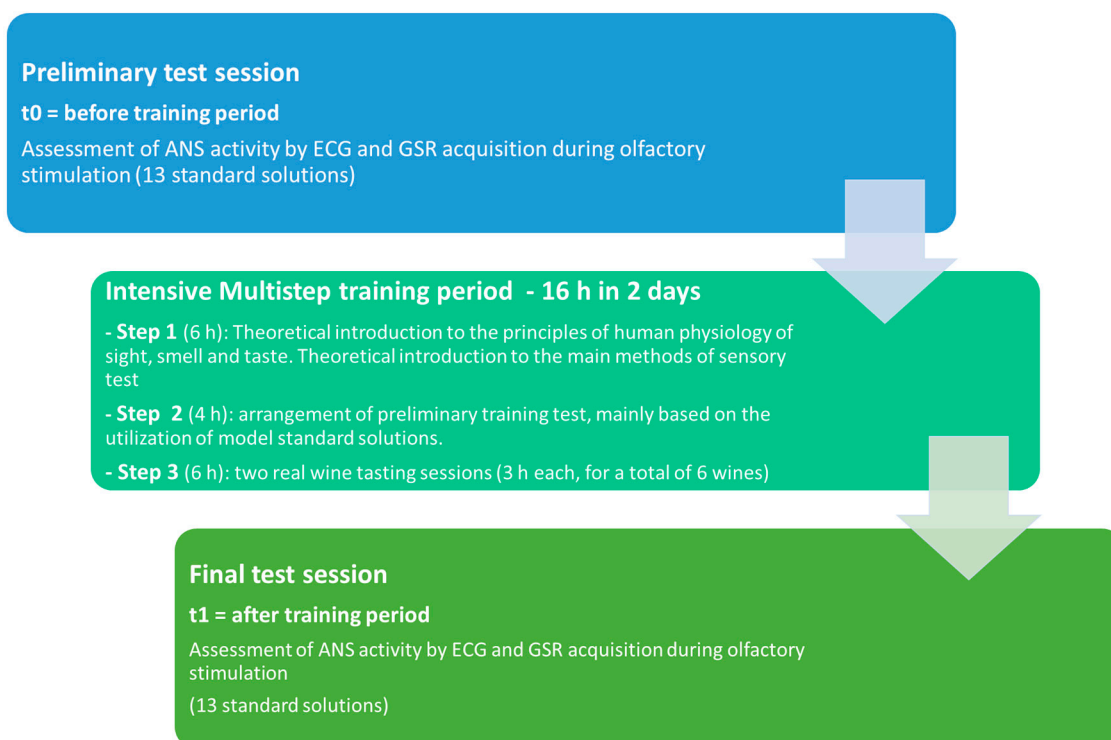 Preliminary test session
t0 = before training period
Assessment of ANS activity by ECG and GSR acquisition during olfactory
stimulation (13 standard solutions)
Intensive Multistep training period - 16 h in 2 days
- Step 1 (6 h): Theoretical introduction to the principles of human physiology of
sight, smell and taste. Theoretical introduction to the main methods of sensory
test
- Step 2 (4 h): arrangement of preliminary training test, mainly based on the
utilization of model standard solutions.
- Step 3 (6 h): two real wine tasting sessions (3 h each, for a total of 6 wines)
Final test session
t1 = after training period
Assessment of ANS activity by ECG and GSR acquisition during olfactory
stimulation
(13 standard solutions)